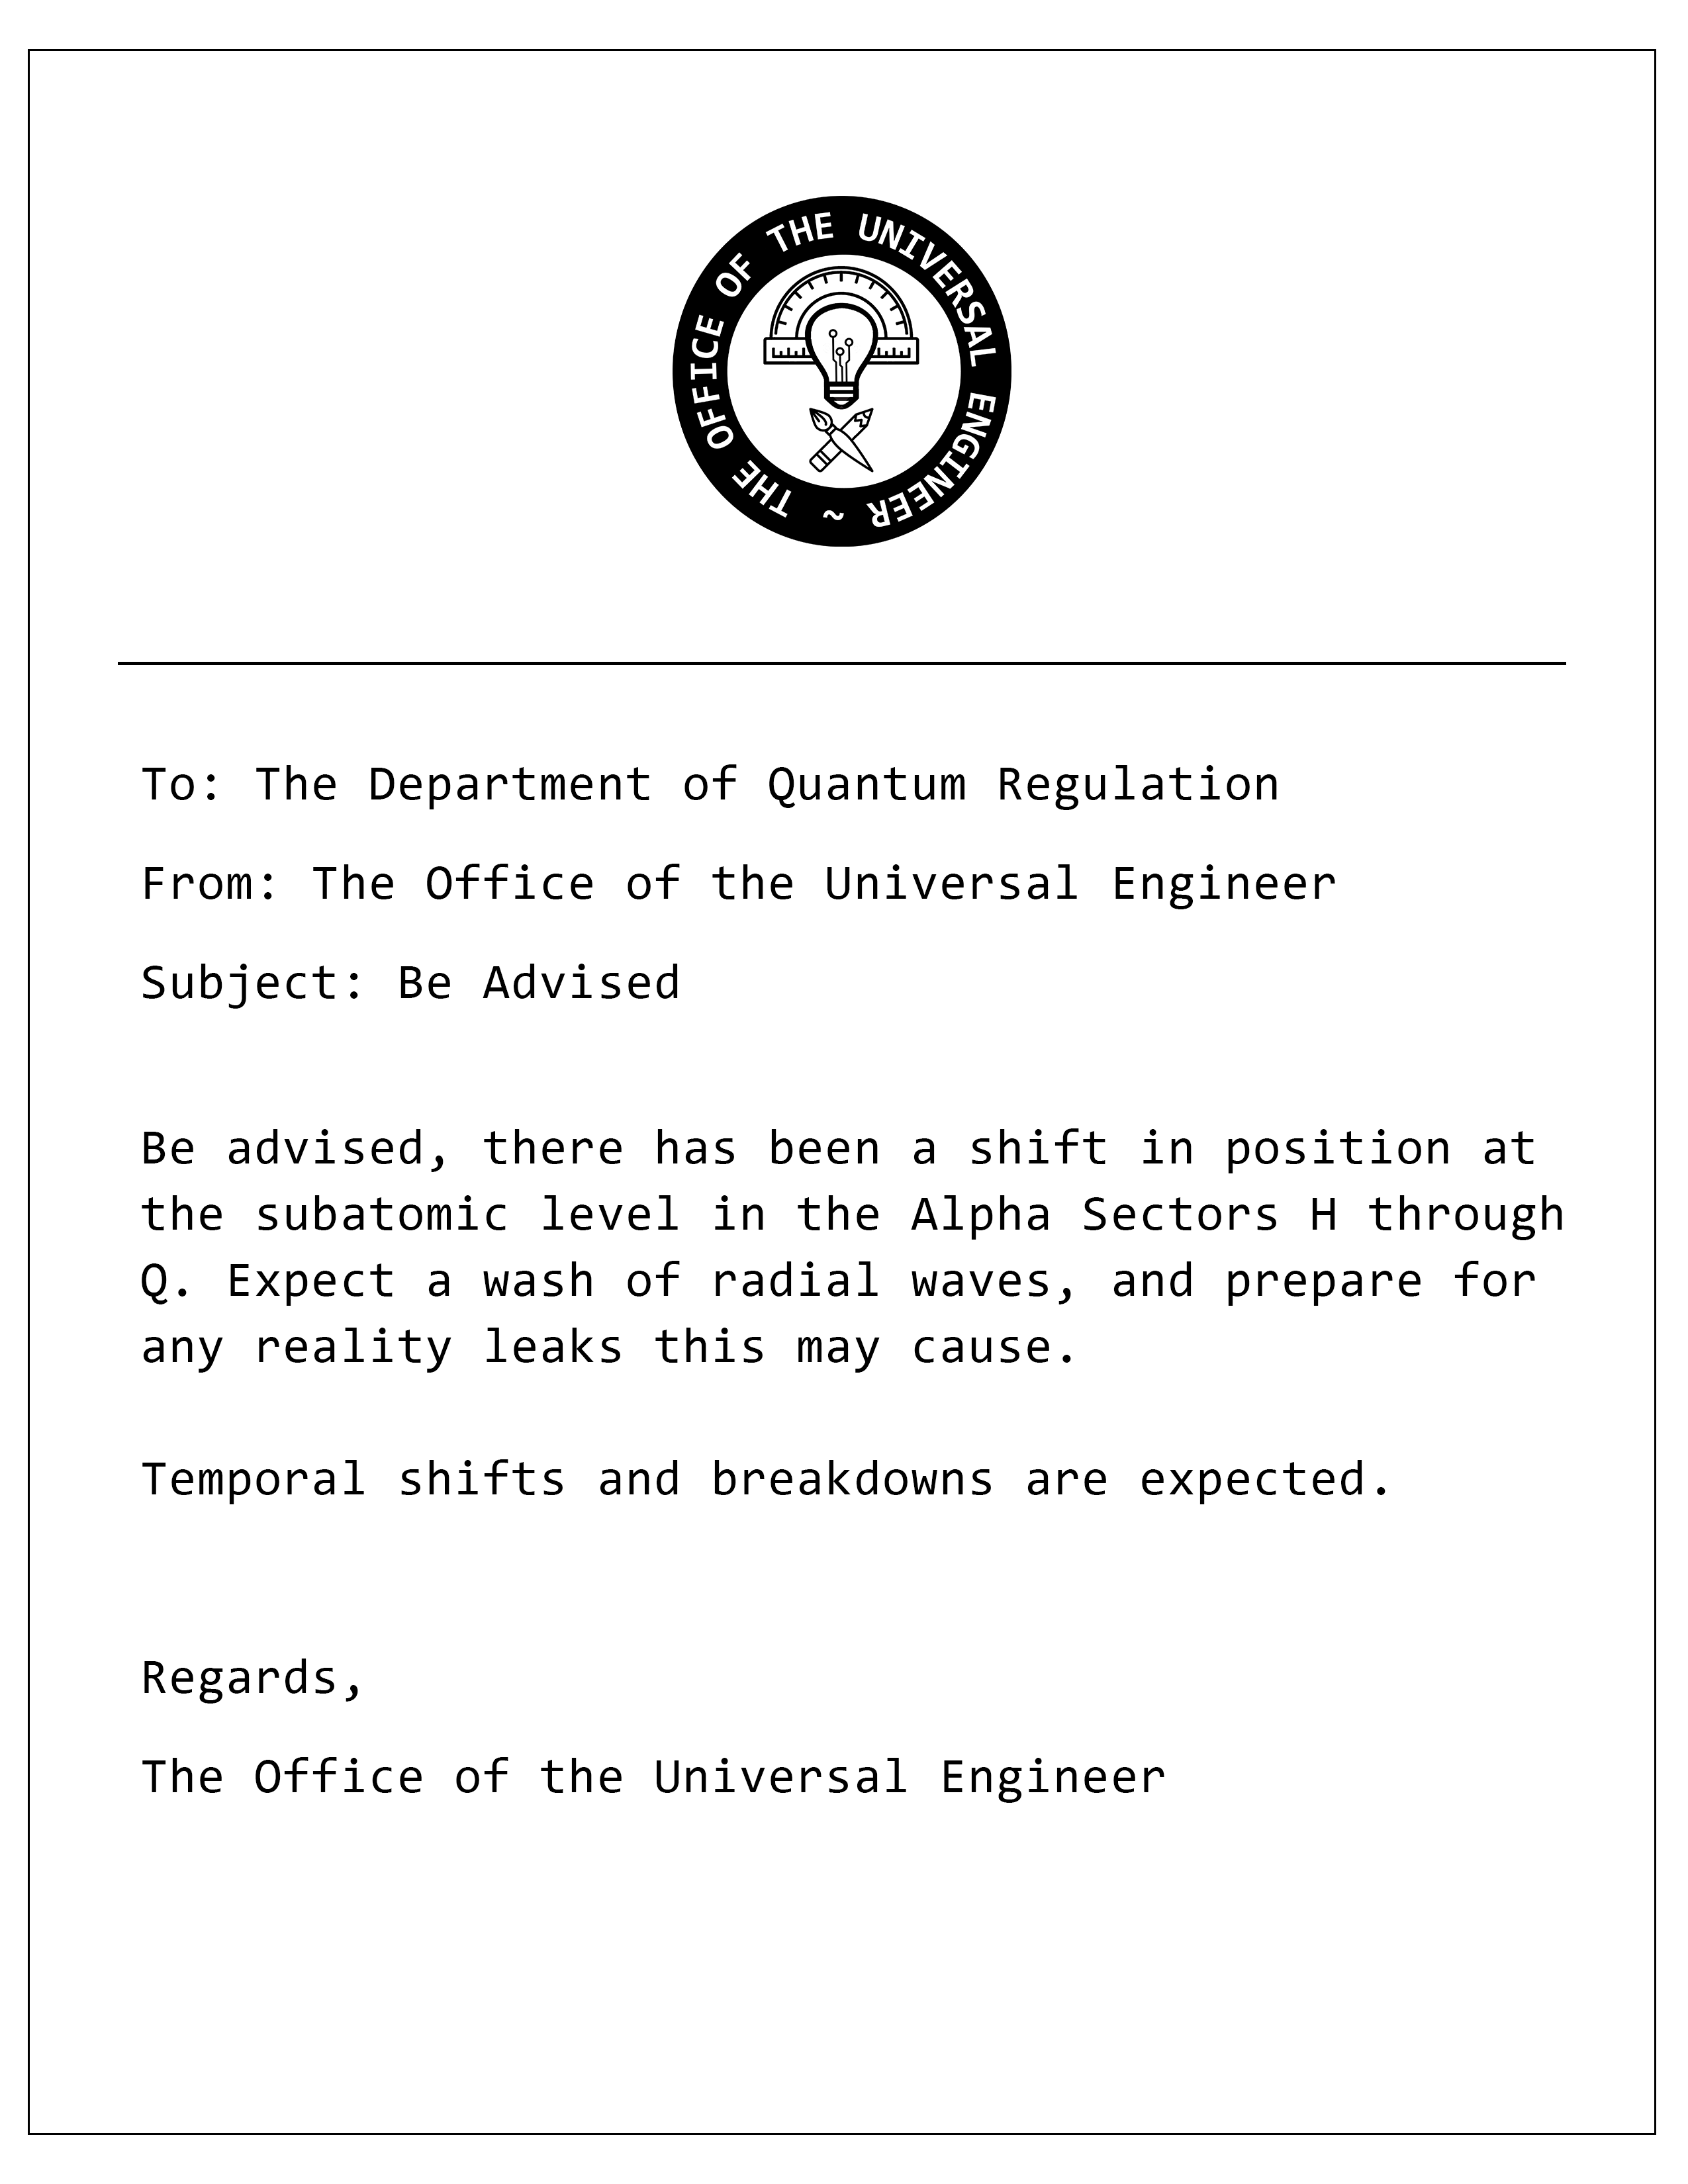 THE OFFICE OF THE UNIVERSAL ENGINEER ~
To: The Department of Quantum Regulation
From: The Office of the Universal Engineer
Subject: Be Advised
Be advised, there has been a shift in position at
the subatomic level in the Alpha Sectors H through
Q. Expect a wash of radial waves, and prepare for
any reality leaks this may cause.
Temporal shifts and breakdowns are expected.
Regards,
The Office of the Universal Engineer